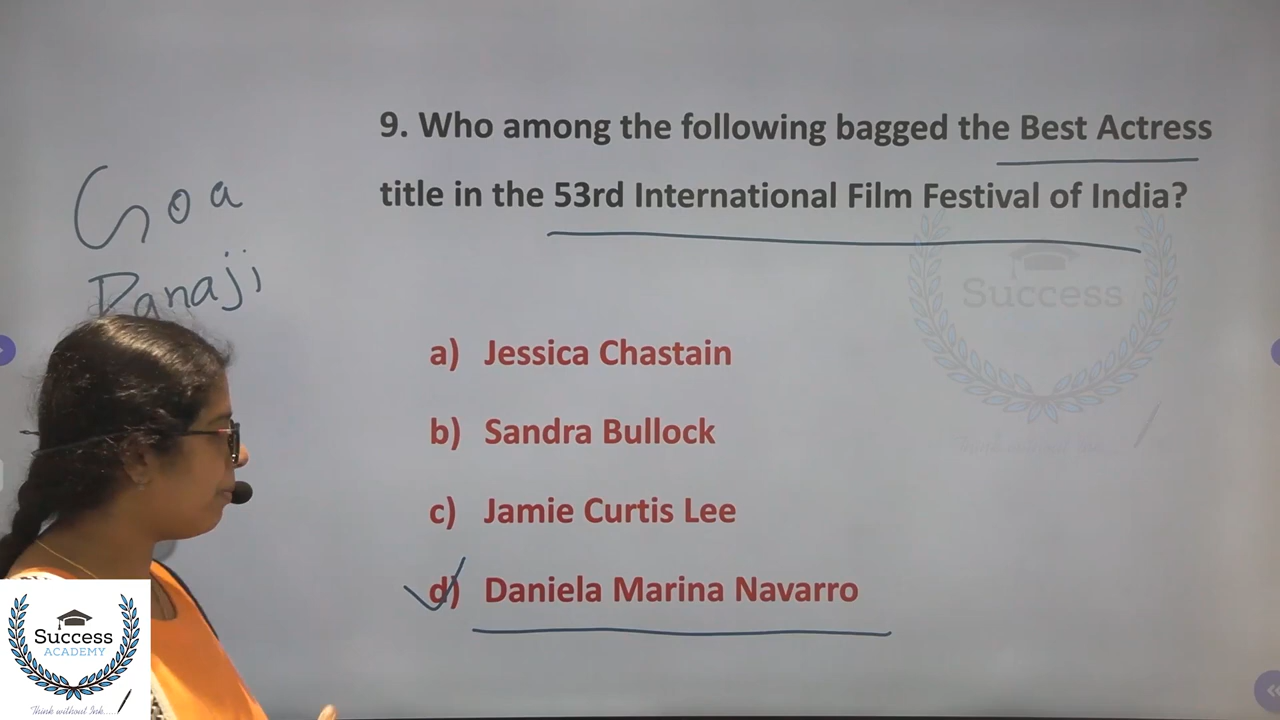 9. Who among the following bagged the Best Actress
title in the 53rd International Film Festival of India?
Goa
Panaji
Success
a) Jessica Chastain
b) Sandra Bullock
c) Jamie Curtis Lee
d) Daniela Marina Navarro
Success
ACADEMY
Think without Ink.....